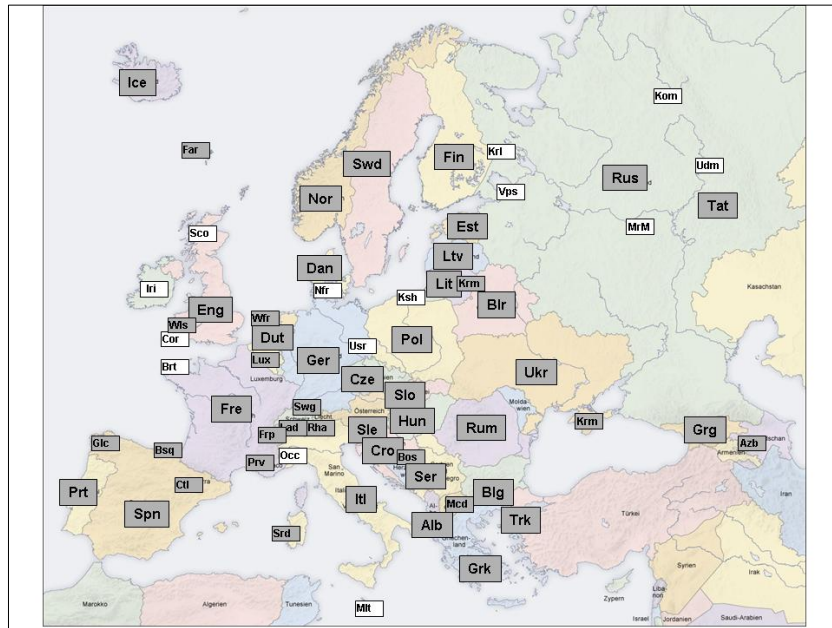 Ice
Kom
Far
Swd
Fin
Krl
Udm
Rus
Vps
Nor
Tat
Sco
Est
MrM
Ltv
Dan
Kasachstan
Iri
Nfr
Lit
Krm
Ksh
Blr
Eng
Wls
Wfr
Cor
Dut
Usr
Pol
Ger
Lux
Brt
Luxemburg
Cze
Ukr
Slo
Fre
Swg
Österreich
Hun
Rum
Krm
Lad
Rha
Sle
Grg
Frp
Glc
Azb
Bsq
Cro
Occ
Bos
Prv
San
Marino
Ser
Armenien
Iran
Ctl
Prt
Blg
Itl
Mcd
Spn
Alb
Trk
Türkei
Srd
Grk
Syrien
Irak
Zypern
Marokko
Algerien
Tunesien
Mlt
Israel
Jordanien
Saudi-Arabien